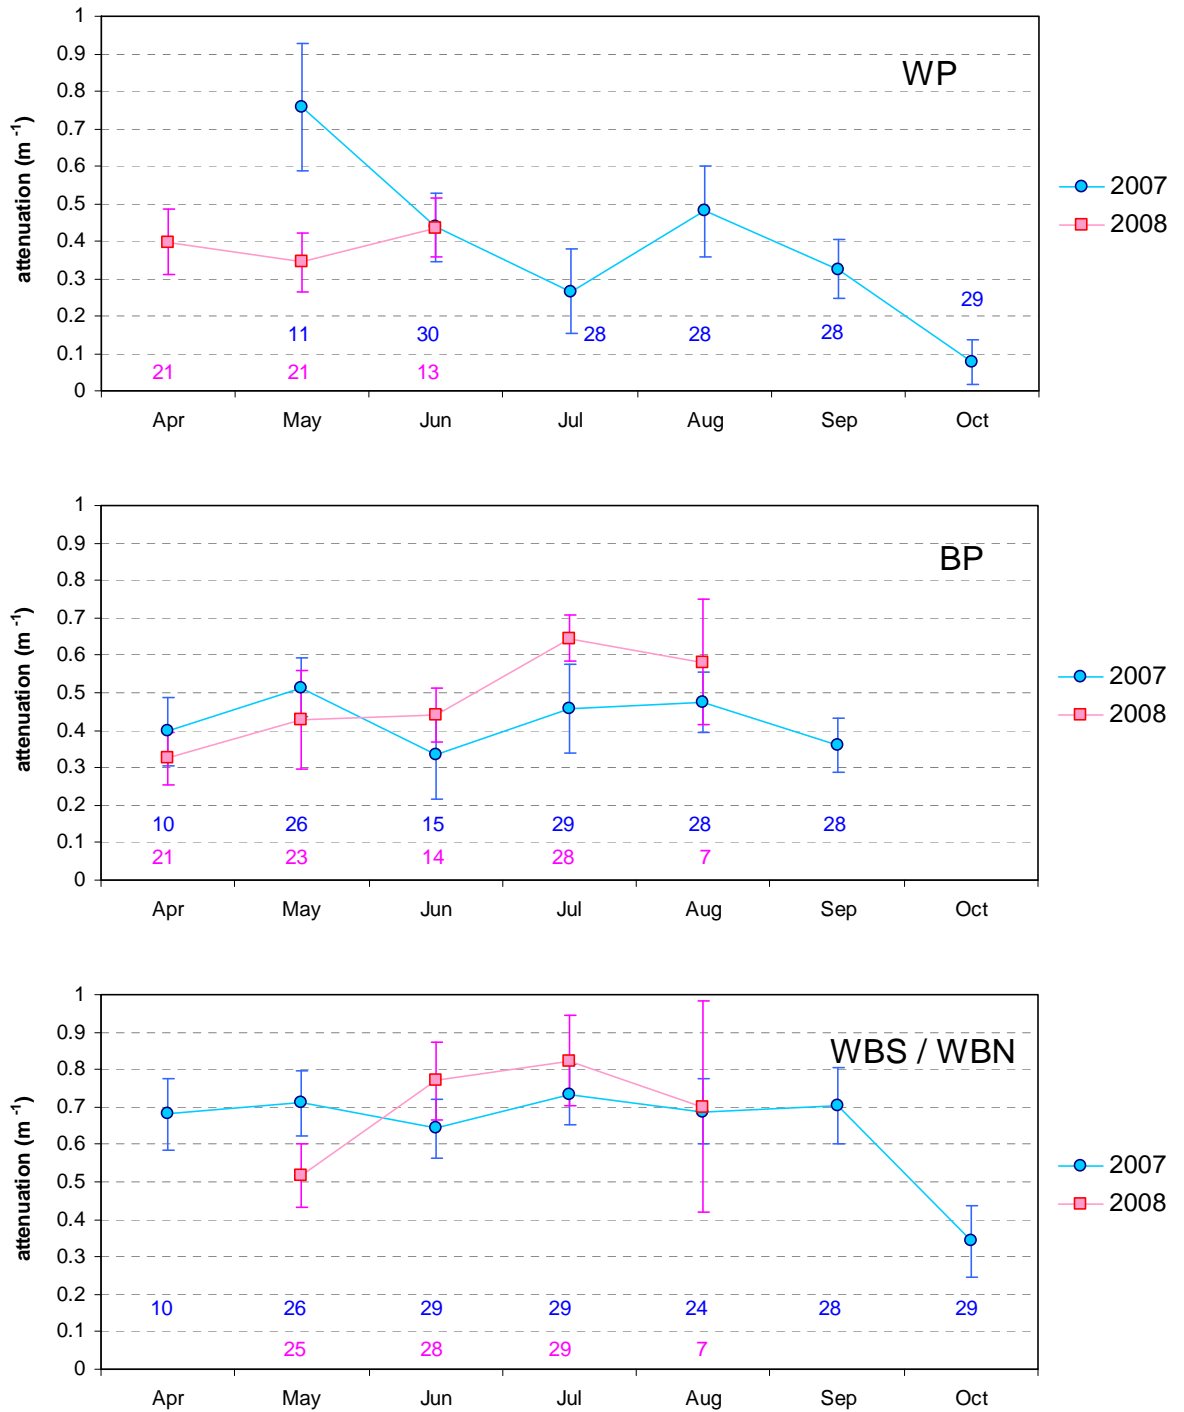 1
0.9
0.8
0.7
0.6
0.5
0.4
0.3
0.2
0.1
0
attenuation (m -1)
WP
29
11 30 28 28 28
21 21 13
Apr May Jun Jul Aug Sep Oct
2007
2008
1
0.9
0.8
0.7
0.6
0.5
0.4
0.3
0.2
0.1
0
attenuation (m -1)
BP
10 26 15 29 28 28
21 23 14 28 7
Apr May Jun Jul Aug Sep Oct
2007
2008
1
0.9
0.8
0.7
0.6
0.5
0.4
0.3
0.2
0.1
0
attenuation (m -1)
WBS / WBN
10 26 29 29 24 28 29
25 28 29 7
Apr May Jun Jul Aug Sep Oct
2007
2008